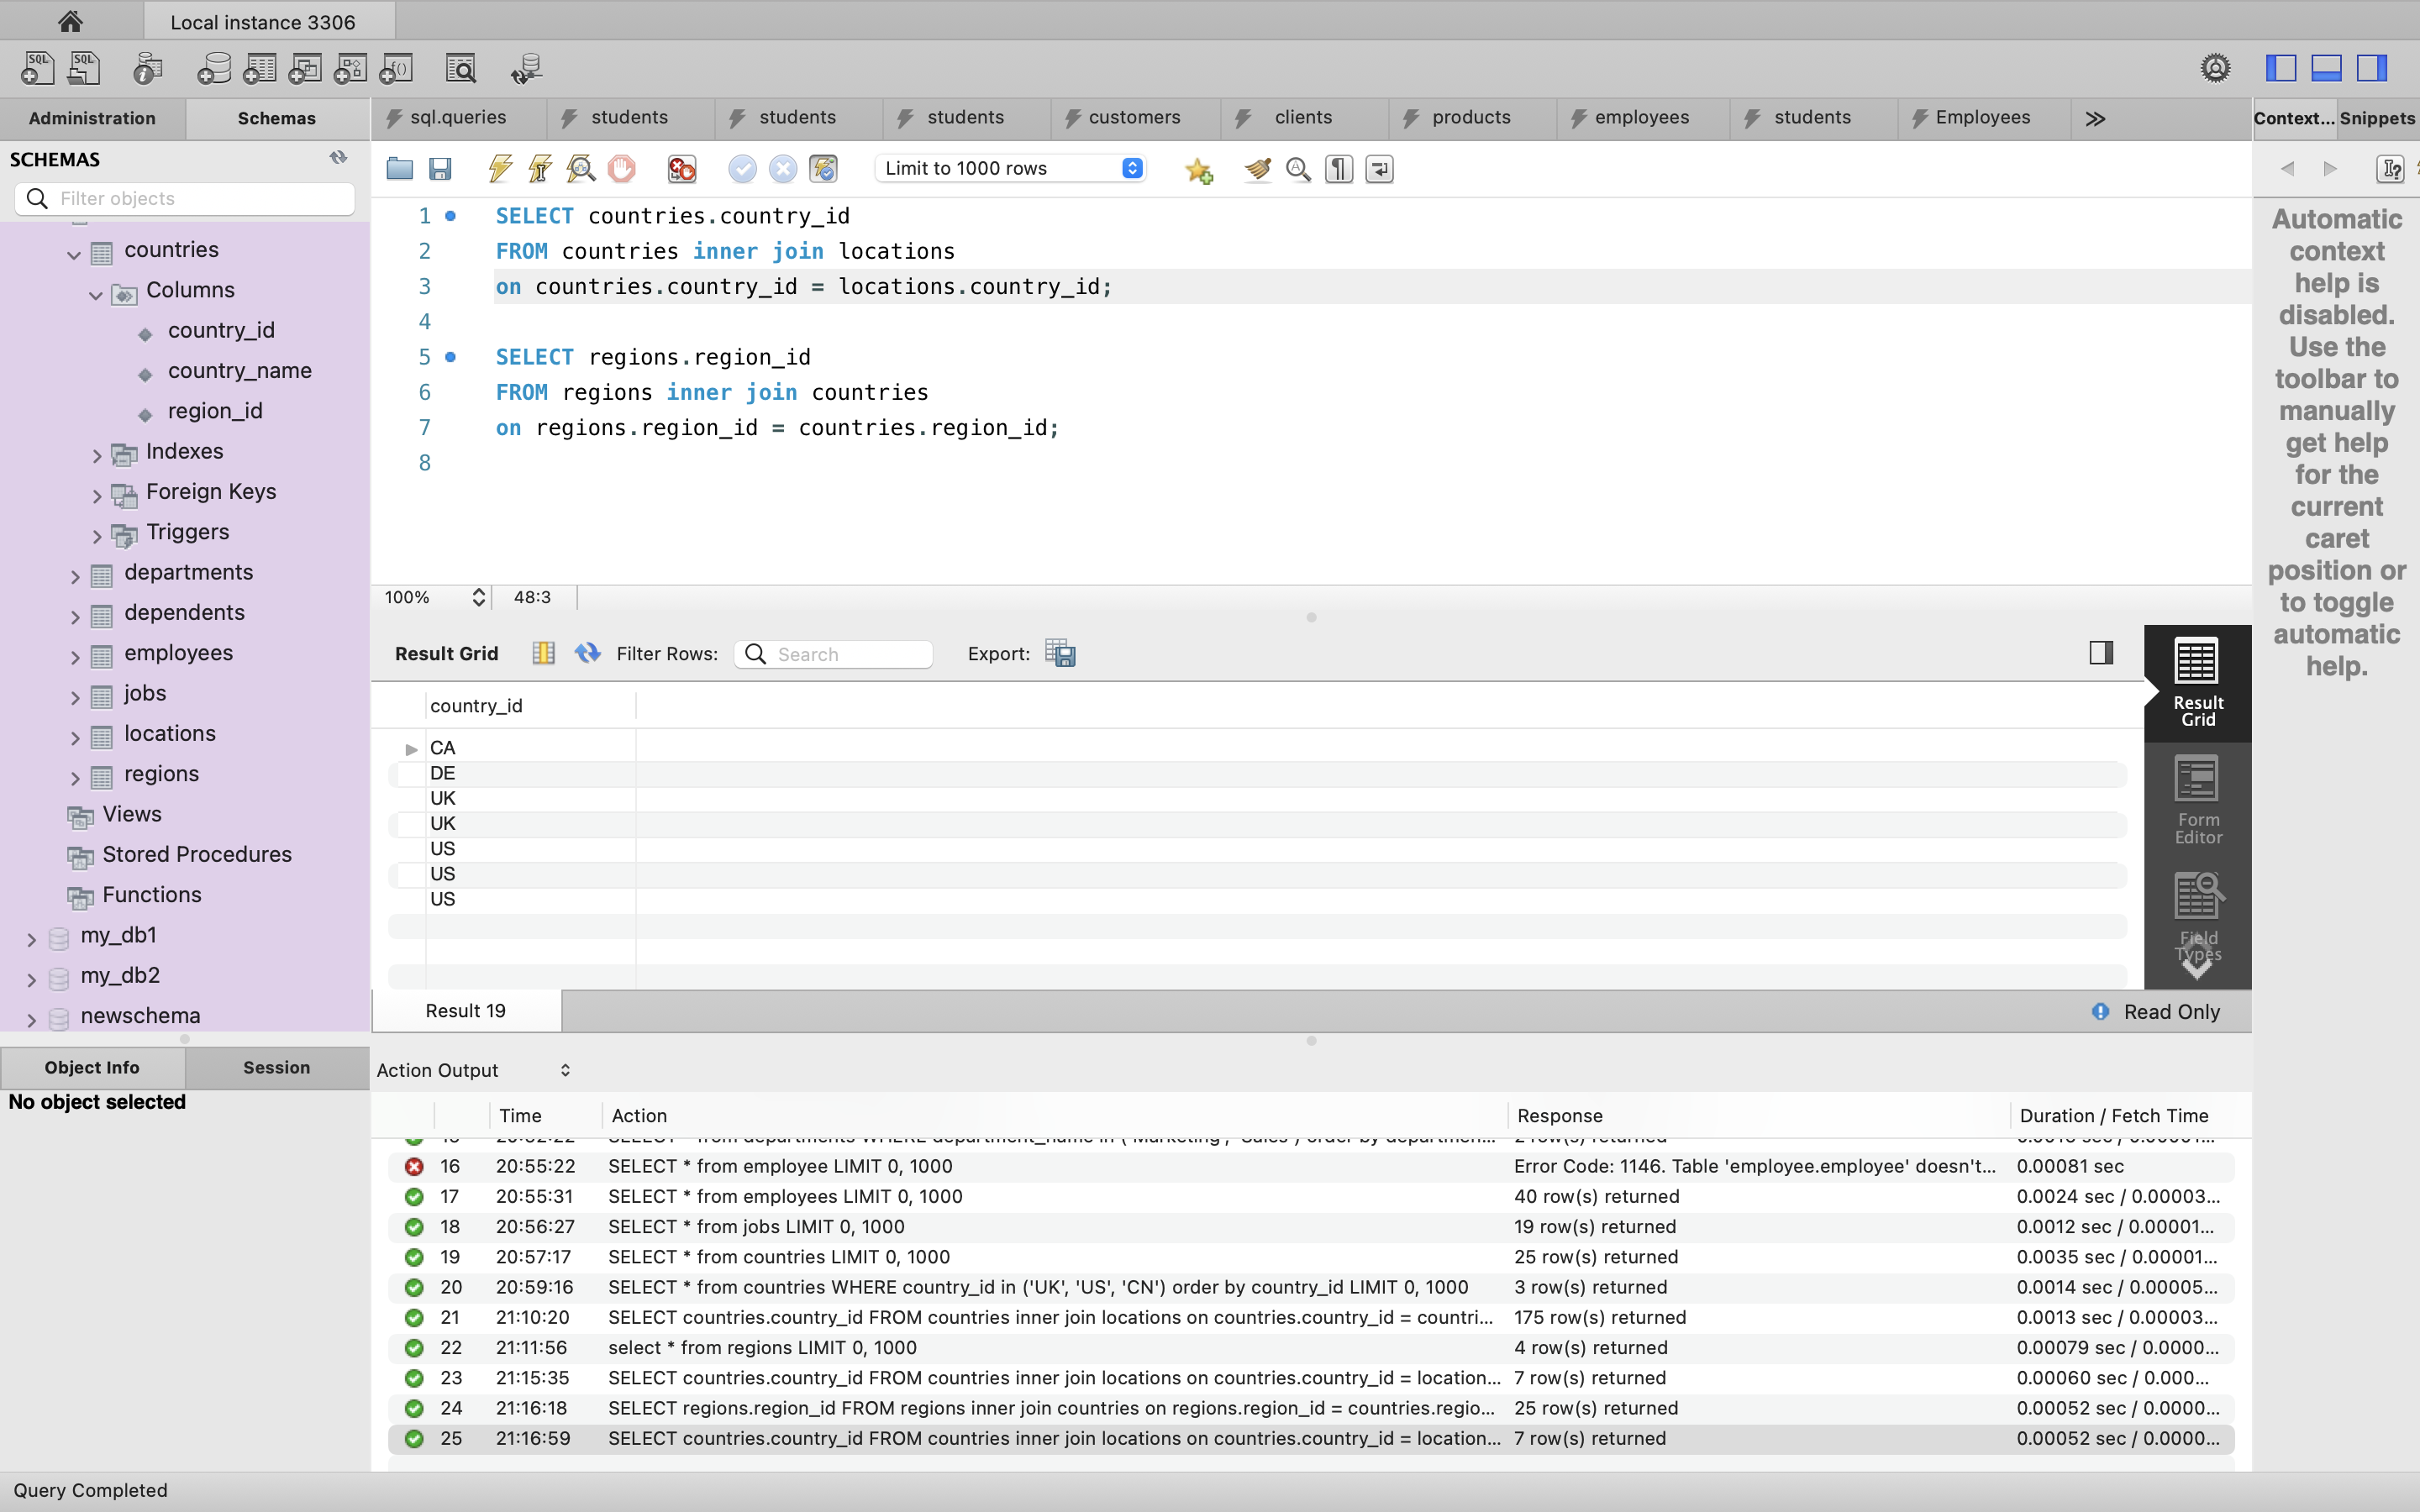 Local instance 3306
Administration
Schemas
sql.queries
students
students
students
customers
clients
products
employees
students
Employees
Context...
Snippets
SCHEMAS
Filter objects
Limit to 1000 rows
countries
Columns
country_id
country_name
region_id
Indexes
Foreign Keys
Triggers
departments
dependents
employees
jobs
locations
regions
Views
Stored Procedures
Functions
my_db1
my_db2
newschema
1 SELECT countries.country_id
2 FROM countries inner join locations
3 on countries.country_id = locations.country_id;
4
5 SELECT regions.region_id
6 FROM regions inner join countries
7 on regions.region_id = countries.region_id;
8
100% 48:3
Automatic
context
help is
disabled.
Use the
toolbar to
manually
get help
for the
current
caret
position or
to toggle
automatic
help.
Result Grid Filter Rows: Search Export:
country_id
CA
DE
UK
UK
US
US
US
Result
Grid
Form
Editor
Field
Types
Result 19
Read Only
Object Info
Session
No object selected
Action Output
Time Action Response Duration / Fetch Time
16 20:55:22 SELECT * from employee LIMIT 0, 1000 Error Code: 1146. Table 'employee.employee' doesn't... 0.00081 sec
17 20:55:31 SELECT * from employees LIMIT 0, 1000 40 row(s) returned 0.0024 sec / 0.00003...
18 20:56:27 SELECT * from jobs LIMIT 0, 1000 19 row(s) returned 0.0012 sec / 0.00001...
19 20:57:17 SELECT * from countries LIMIT 0, 1000 25 row(s) returned 0.0035 sec / 0.00001...
20 20:59:16 SELECT * from countries WHERE country_id in ('UK', 'US', 'CN') order by country_id LIMIT 0, 1000 3 row(s) returned 0.0014 sec / 0.00005...
21 21:10:20 SELECT countries.country_id FROM countries inner join locations on countries.country_id = countri... 175 row(s) returned 0.0013 sec / 0.00003...
22 21:11:56 select * from regions LIMIT 0, 1000 4 row(s) returned 0.00079 sec / 0.0000...
23 21:15:35 SELECT countries.country_id FROM countries inner join locations on countries.country_id = location... 7 row(s) returned 0.00060 sec / 0.000...
24 21:16:18 SELECT regions.region_id FROM regions inner join countries on regions.region_id = countries.regio... 25 row(s) returned 0.00052 sec / 0.0000...
25 21:16:59 SELECT countries.country_id FROM countries inner join locations on countries.country_id = location... 7 row(s) returned 0.00052 sec / 0.0000...
Query Completed